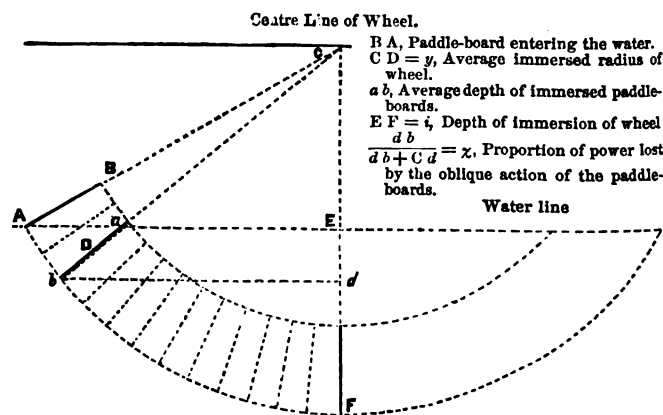 Centre Line of Wheel.
B A, Paddle-board entering the water.
C D = y, Average immersed radius of
wheel.
a b, Average depth of immersed paddle-
boards.
E F = i, Depth of immersion of wheel
d b
d b + C d = χ, Proportion of power lost
by the oblique action of the paddle-
boards.
Water line
C
B
A
a
E
D
b
d
F